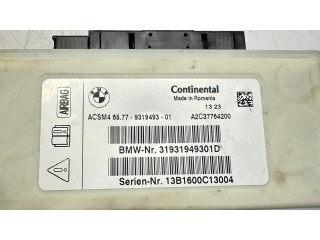 BMW
Continental
Made in Romania
13 23
AIRBAG
ACSM4 65.77 - 9319493 - 01 A2C37764200
BMW-Nr. 31931949301D
Serien-Nr. 13B1600C13004